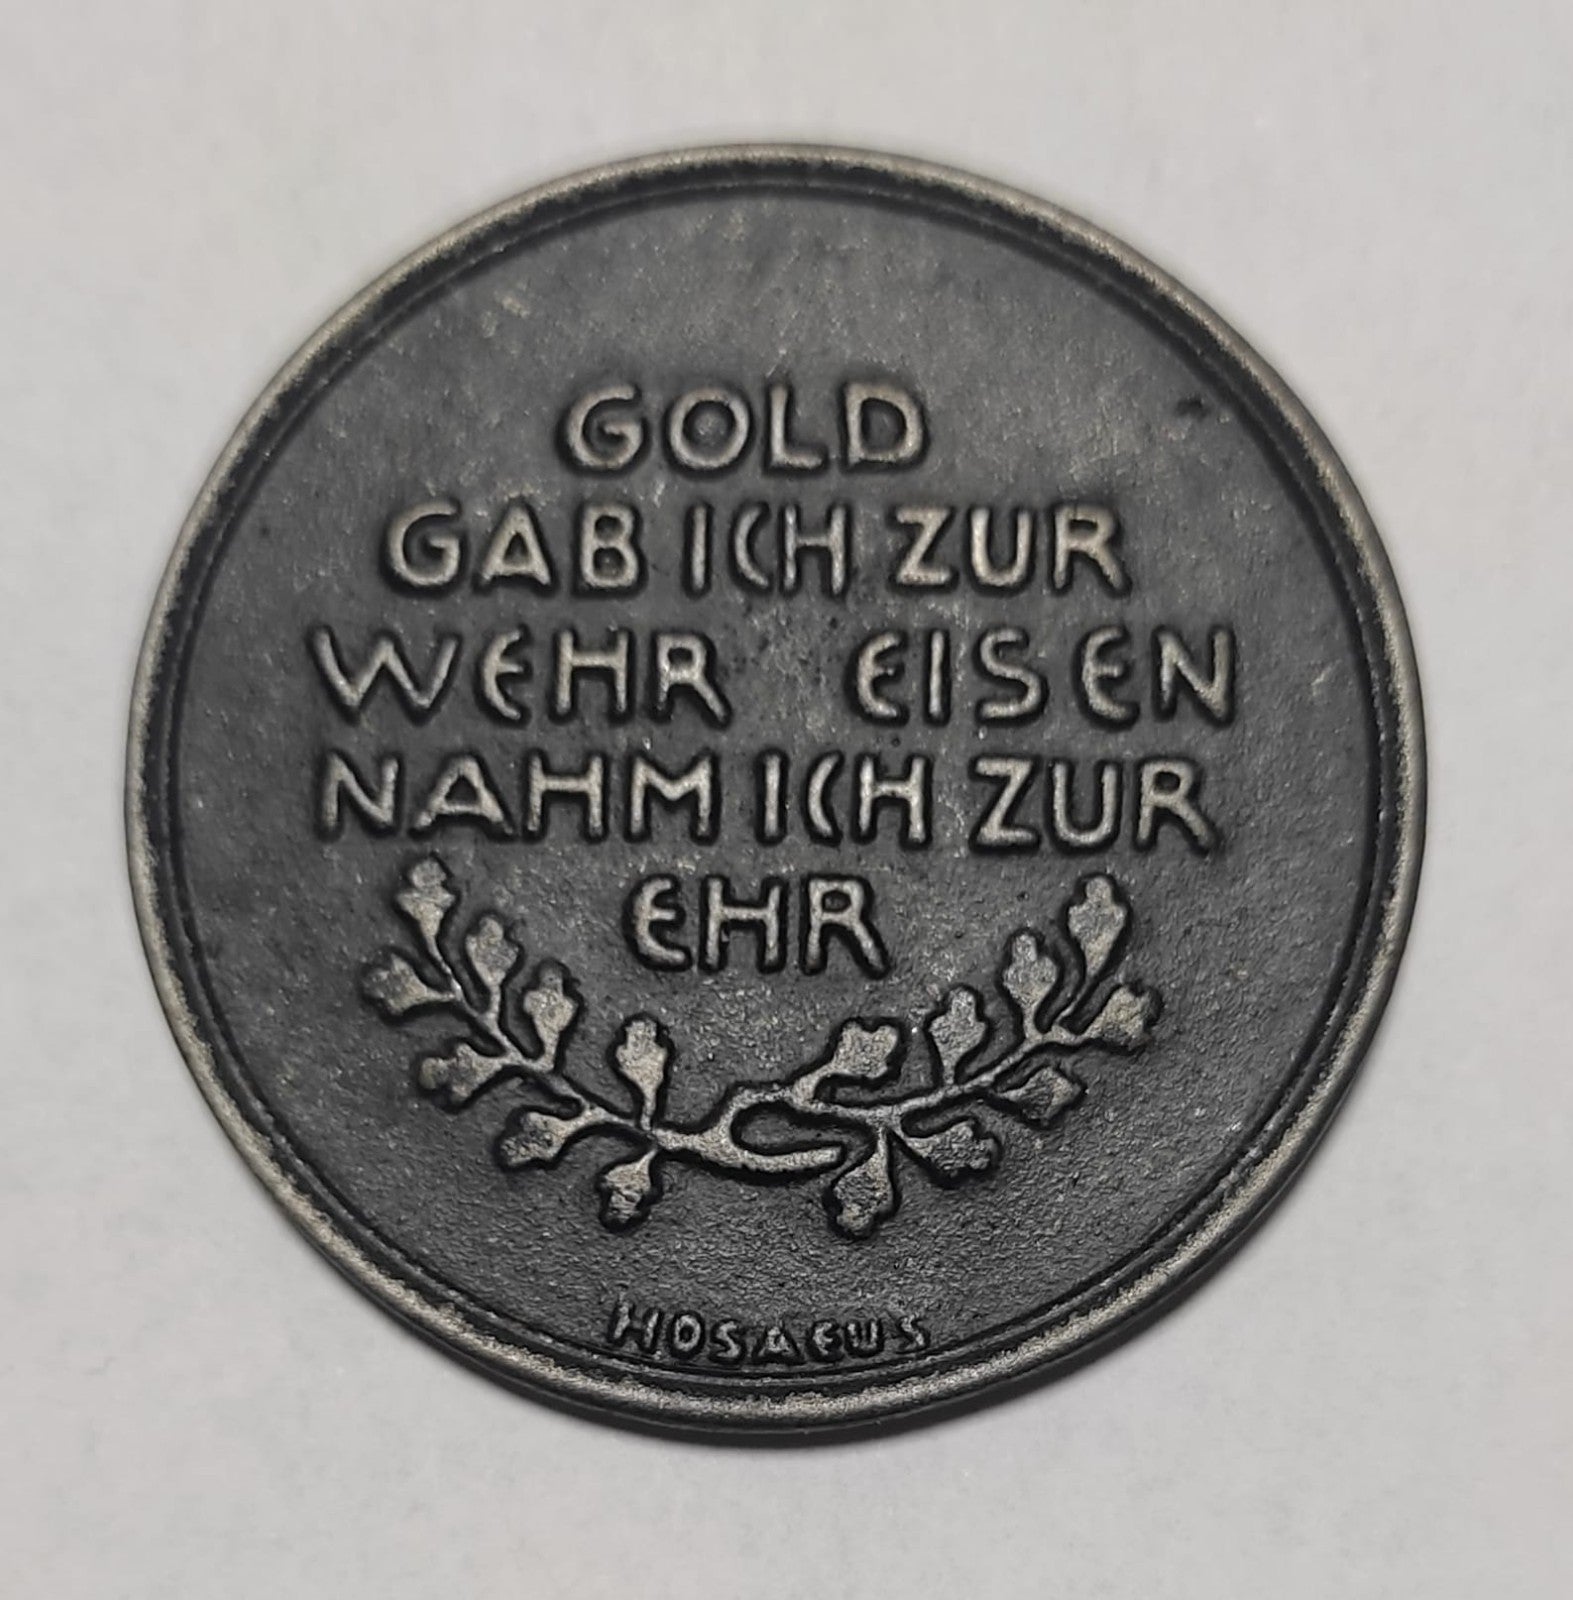 GOLD
GAB ICH ZUR
WEHR EISEN
NAHM ICH ZUR
EHR
HOSAEUS